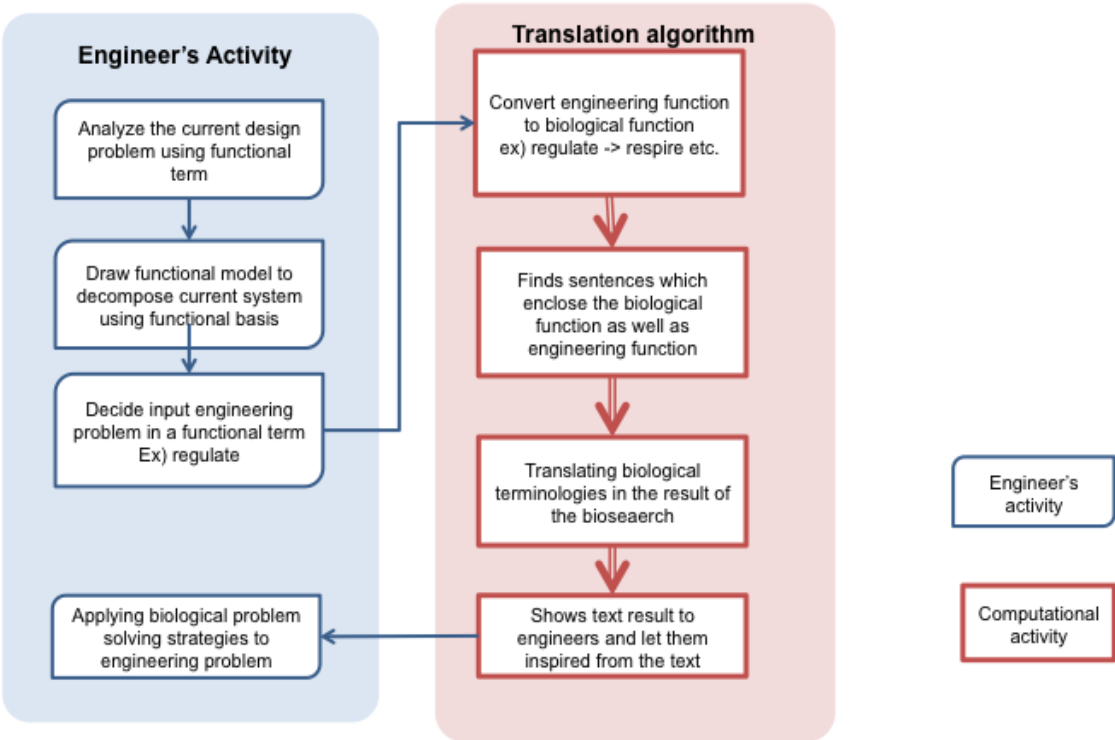 Engineer's Activity
Analyze the current design
problem using functional
term
Draw functional model to
decompose current system
using functional basis
Decide input engineering
problem in a functional term
Ex) regulate
Applying biological problem
solving strategies to
engineering problem
Translation algorithm
Convert engineering function
to biological function
ex) regulate -> respire etc.
Finds sentences which
enclose the biological
function as well as
engineering function
Translating biological
terminologies in the result of
the bioseaerch
Shows text result to
engineers and let them
inspired from the text
Engineer's
activity
Computational
activity